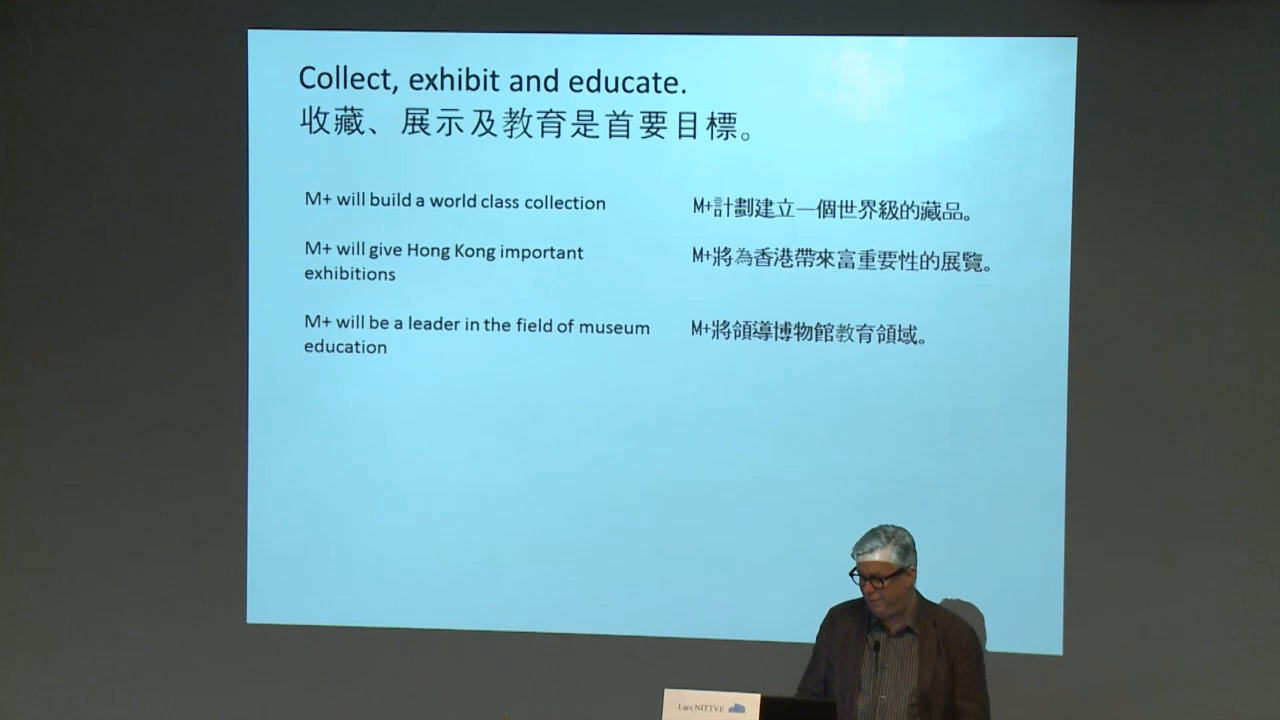 Collect, exhibit and educate.
收藏、展示及教育是首要目標。
M+ will build a world class collection
M+計劃建立一個世界級的藏品。
M+ will give Hong Kong important
exhibitions
M+將為香港帶來富重要性的展覽。
M+ will be a leader in the field of museum
education
M+將領導博物館教育領域。
Lars NITTVE